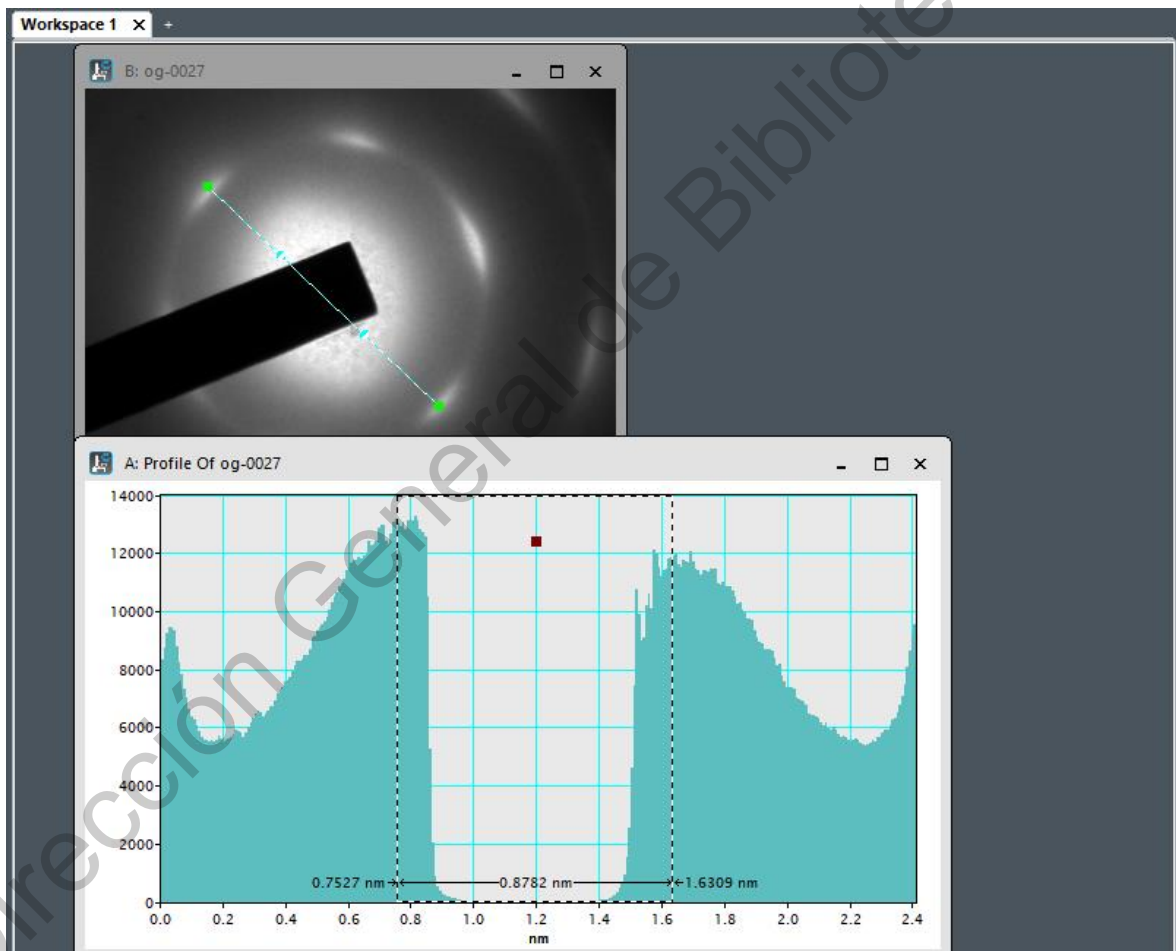 Workspace 1 × +
B: og-0027
A: Profile Of og-0027
14000
12000
10000
8000
6000
4000
2000
0
0.7527 nm
0.8782 nm
1.6309 nm
0.0 0.2 0.4 0.6 0.8 1.0 1.2 1.4 1.6 1.8 2.0 2.2 2.4
nm
Dirección General de Bibliote